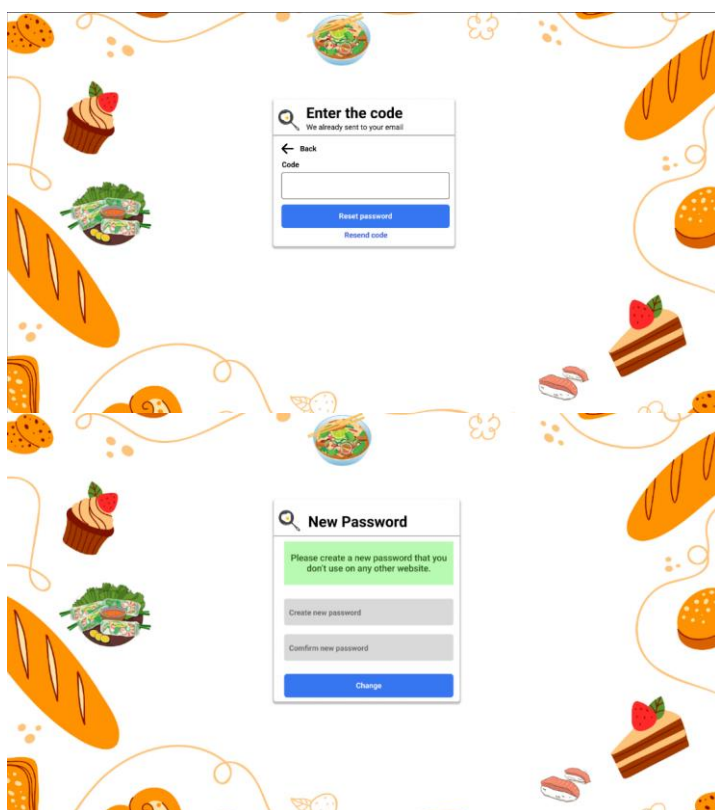 Enter the code
We already sent to your email
Back
Code
Reset password
Resend code
New Password
Please create a new password that you
don't use on any other website.
Create new password
Comfirm new password
Change